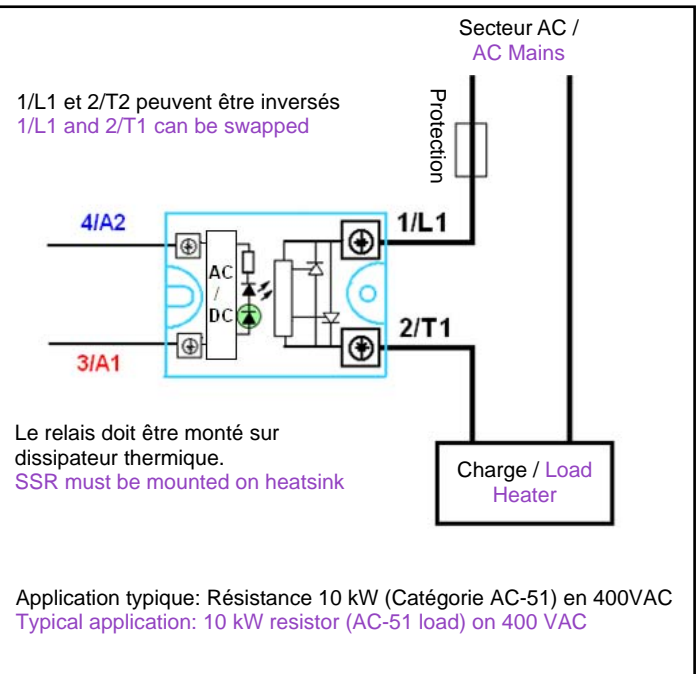 Secteur AC /
AC Mains
1/L1 et 2/T2 peuvent être inversés
1/L1 and 2/T1 can be swapped
Protection
4/A2
1/L1
AC
/
DC
2/T1
3/A1
Le relais doit être monté sur
dissipateur thermique.
SSR must be mounted on heatsink
Charge / Load
Heater
Application typique: Résistance 10 kW (Catégorie AC-51) en 400VAC
Typical application: 10 kW resistor (AC-51 load) on 400 VAC